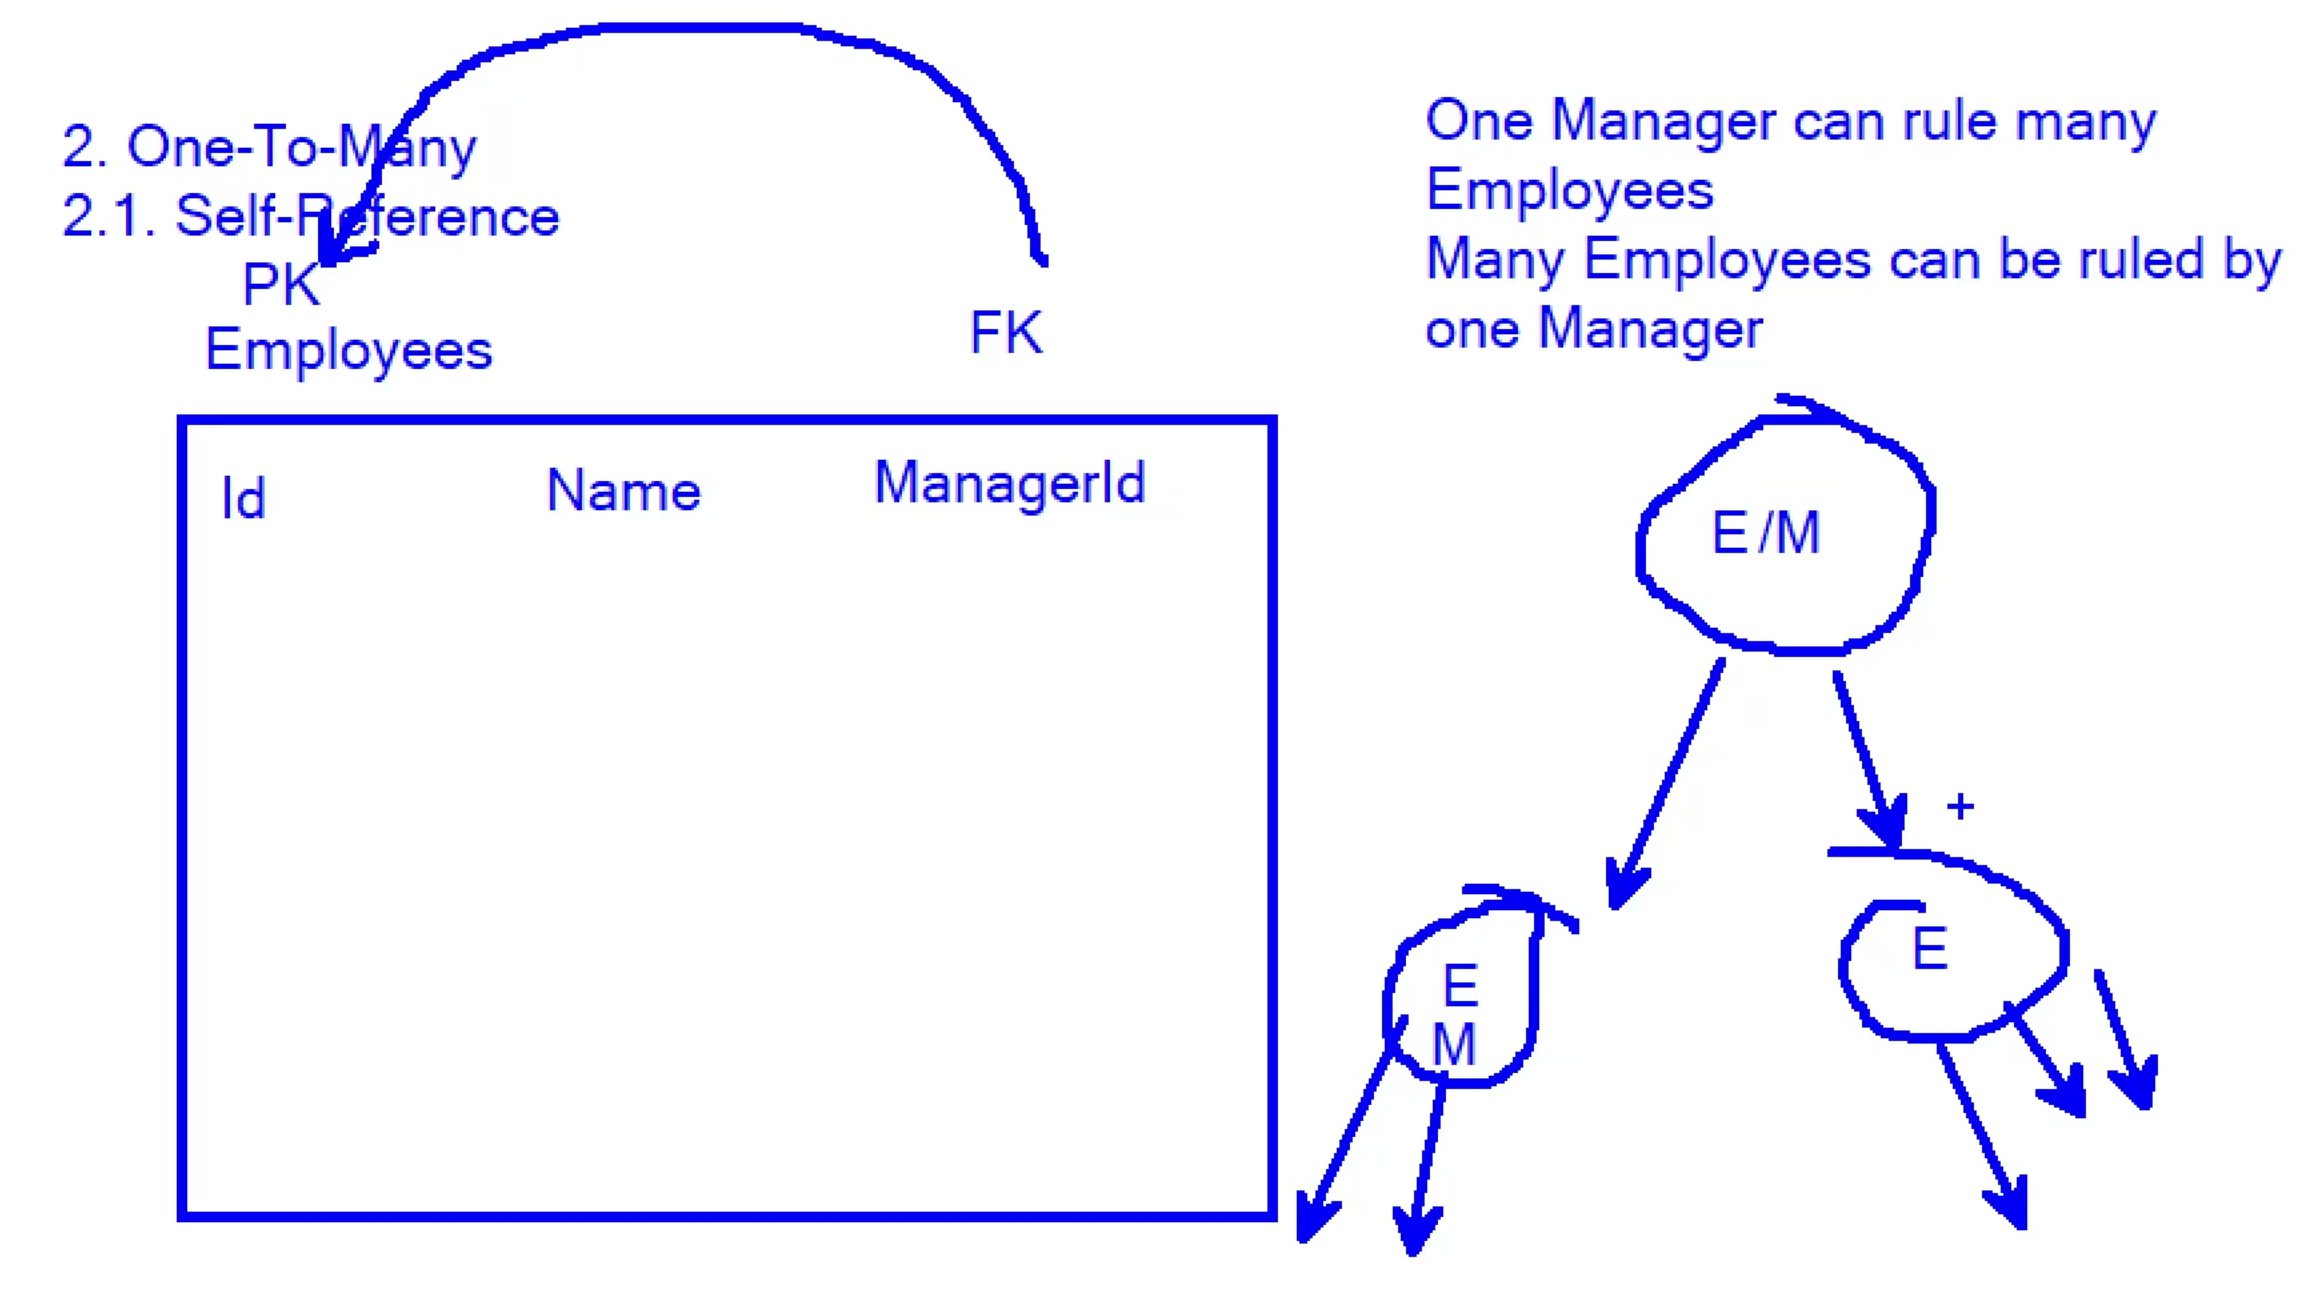 2. One-To-Many
2.1. Self-Reference
PK
Employees
FK
Id
Name
ManagerId
One Manager can rule many
Employees
Many Employees can be ruled by
one Manager
E /M
+
E
M
E